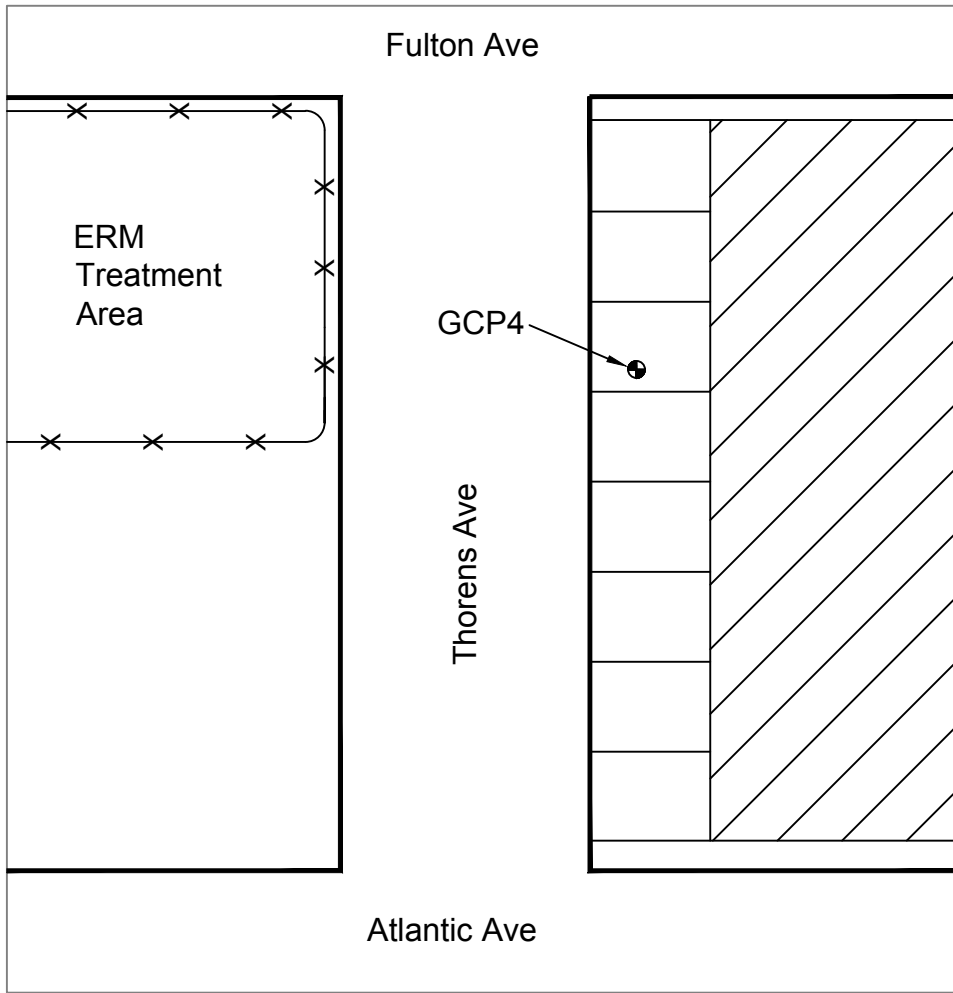 Fulton Ave
ERM
Treatment
Area
GCP4
Thorens Ave
Atlantic Ave